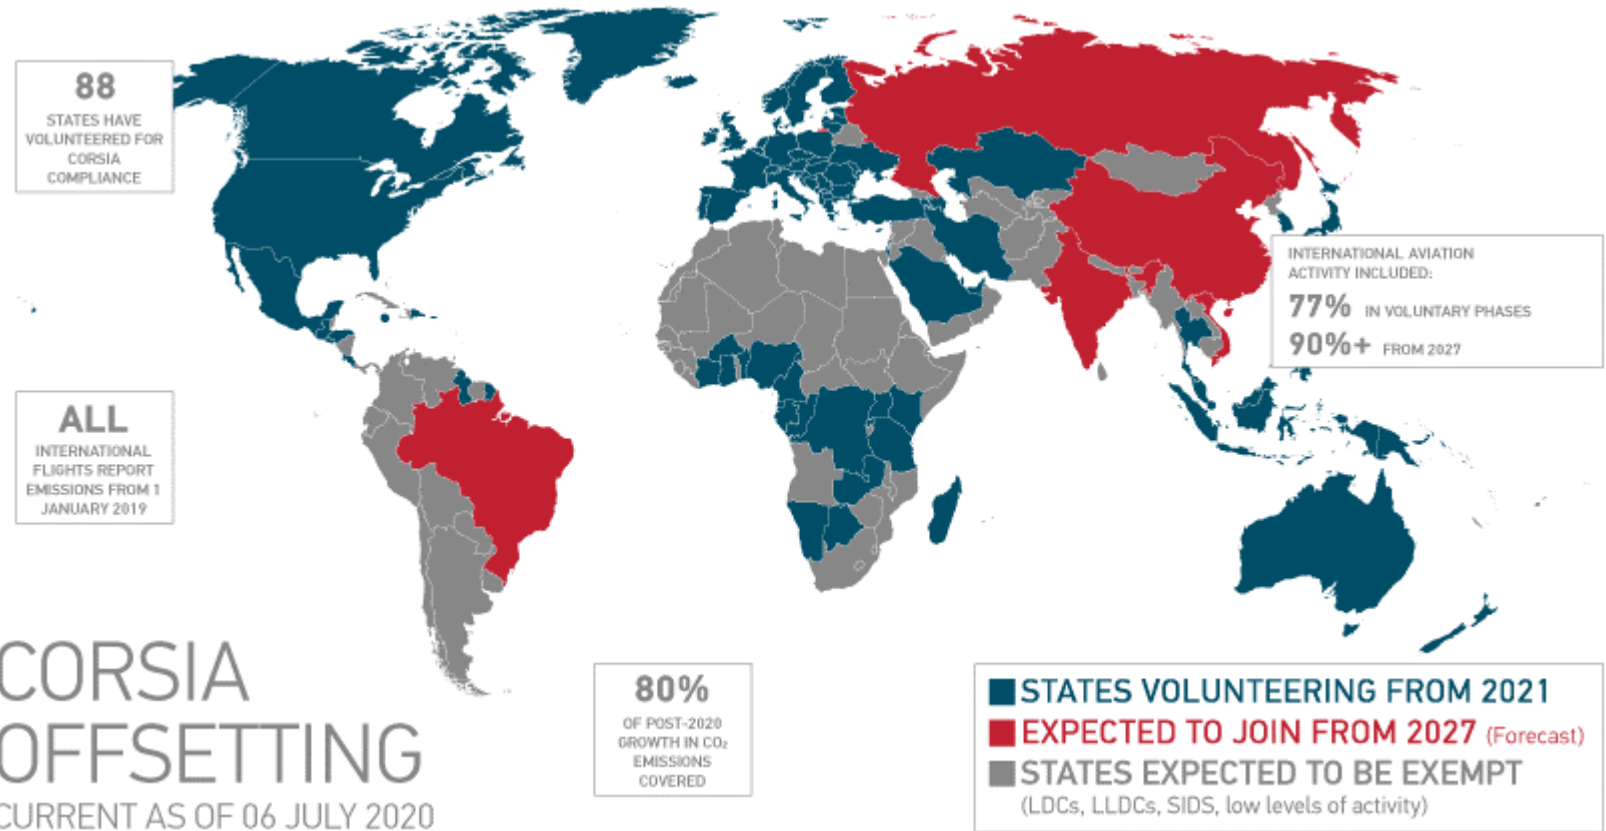 88
STATES HAVE
VOLUNTEERED FOR
CORSIA
COMPLIANCE
INTERNATIONAL AVIATION
ACTIVITY INCLUDED:
77% IN VOLUNTARY PHASES
90%+ FROM 2027
ALL
INTERNATIONAL
FLIGHTS REPORT
EMISSIONS FROM 1
JANUARY 2019
CORSIA
OFFSETTING
CURRENT AS OF 06 JULY 2020
80%
OF POST-2020
GROWTH IN CO₂
EMISSIONS
COVERED
STATES VOLUNTEERING FROM 2021
EXPECTED TO JOIN FROM 2027 (Forecast)
STATES EXPECTED TO BE EXEMPT
(LDCs, LLDCs, SIDS, low levels of activity)